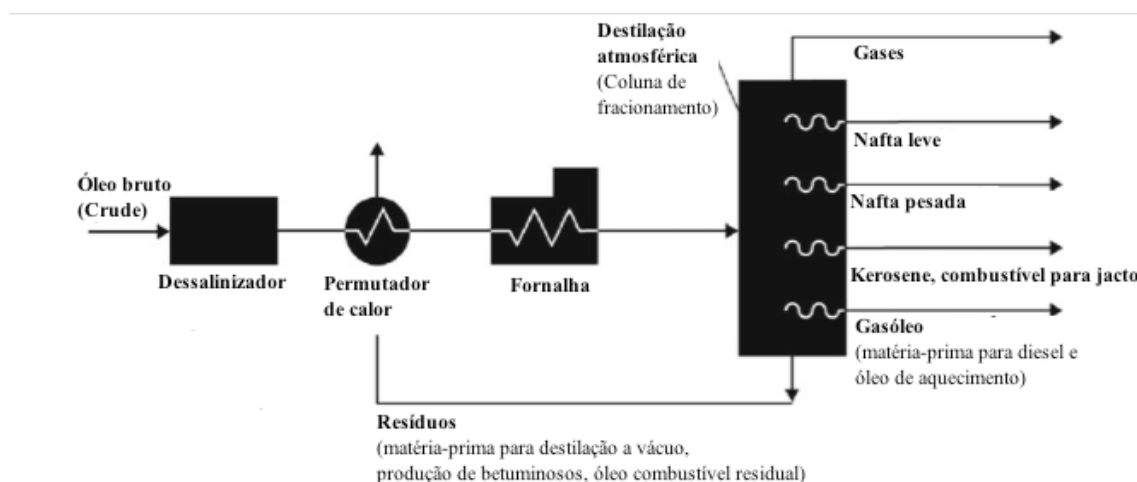 Destilação
atmosférica
(Coluna de
fracionamento)
Gases
Nafta leve
Nafta pesada
Kerosene, combustível para jacto
Gasóleo
(matéria-prima para diesel e
óleo de aquecimento)
Óleo bruto
(Crude)
Dessalinizador
Permutador
de calor
Fornalha
Resíduos
(matéria-prima para destilação a vácuo,
produção de betuminosos, óleo combustível residual)